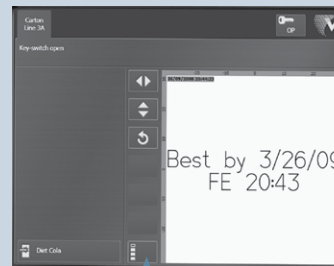 Carton
Line 3A
OP
Key-switch open
Best by 3/26/09
FE 20:43
Diet Cola